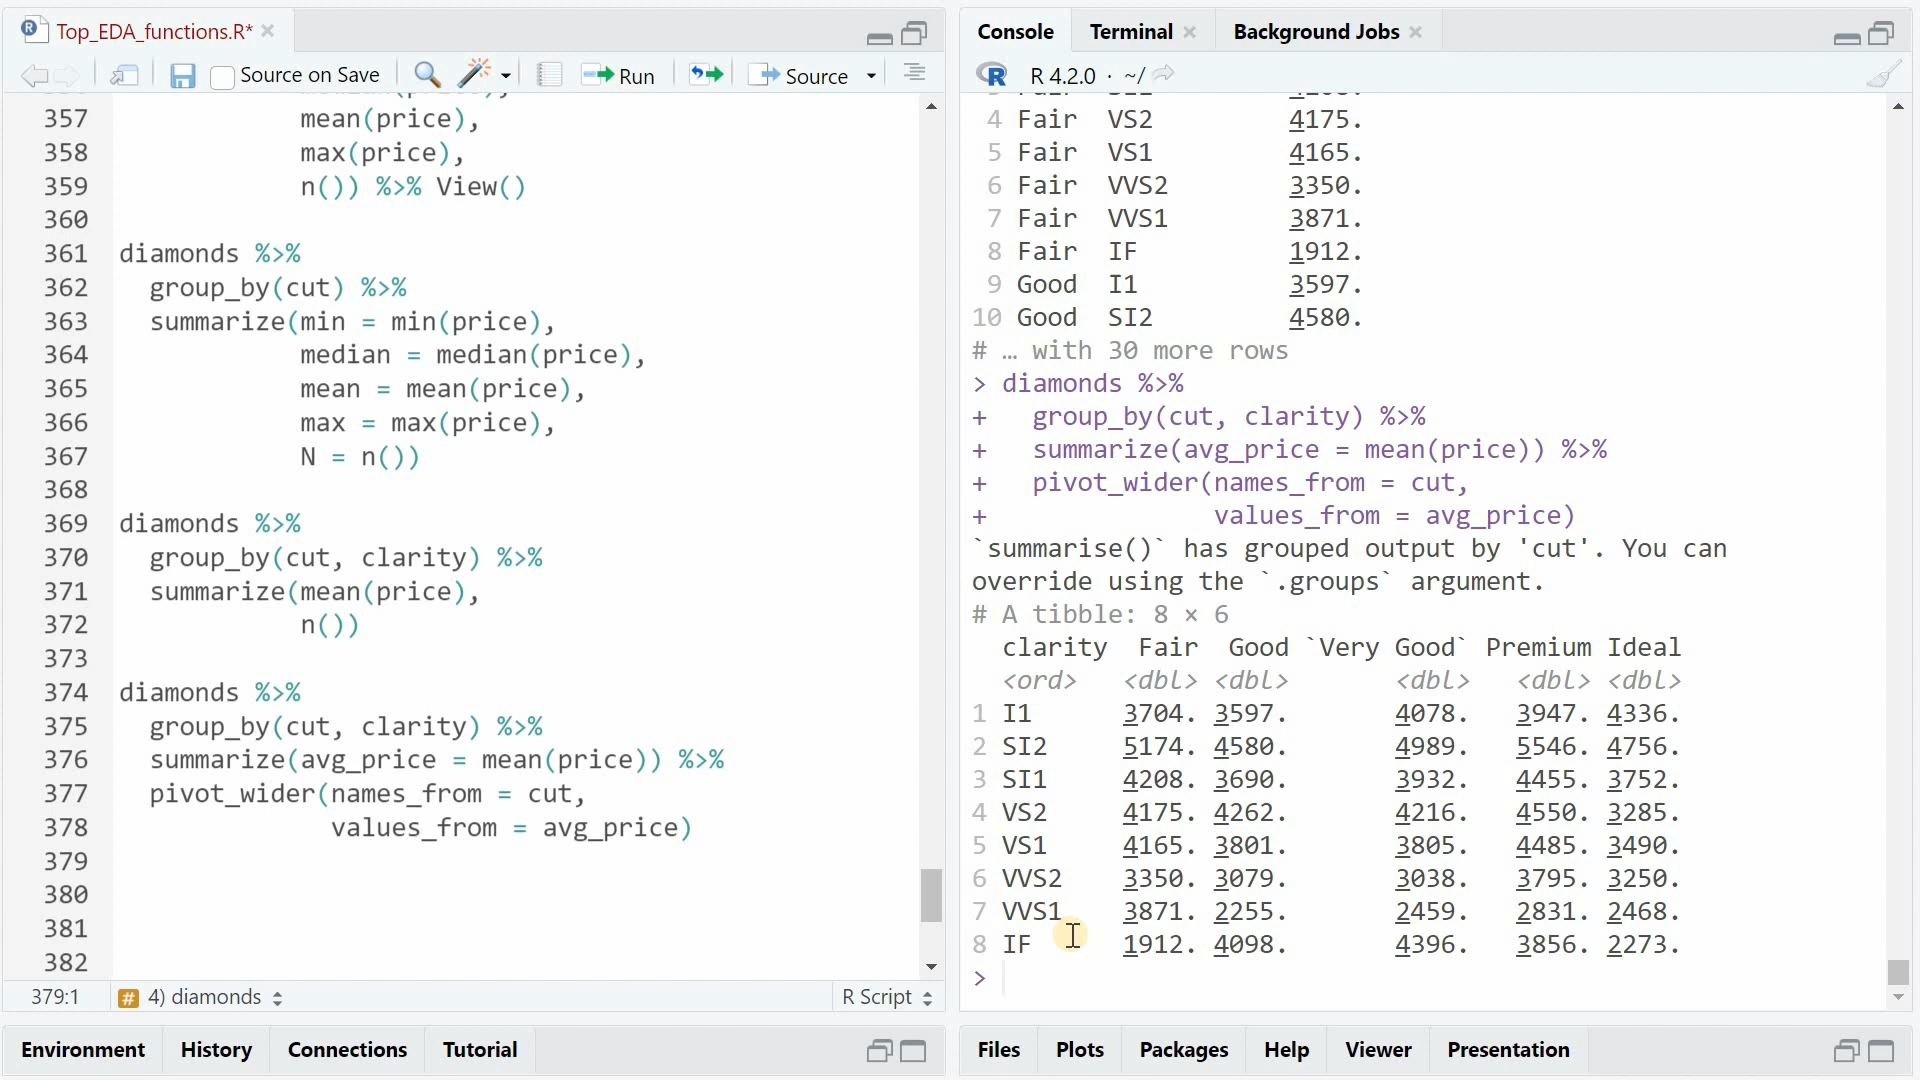 Top_EDA_functions.R*
Source on Save
Run
Source
357 mean(price),
358 max(price),
359 n()) %>% View()
360
361 diamonds %>%
362 group_by(cut) %>%
363 summarize(min = min(price),
364 median = median(price),
365 mean = mean(price),
366 max = max(price),
367 N = n())
368
369 diamonds %>%
370 group_by(cut, clarity) %>%
371 summarize(mean(price),
372 n())
373
374 diamonds %>%
375 group_by(cut, clarity) %>%
376 summarize(avg_price = mean(price)) %>%
377 pivot_wider(names_from = cut,
378 values_from = avg_price)
379
380
381
382
379:1 # 4) diamonds R Script
Environment History Connections Tutorial
Console Terminal Background Jobs
R 4.2.0 · ~/
4 Fair VS2 4175.
5 Fair VS1 4165.
6 Fair VVS2 3350.
7 Fair VVS1 3871.
8 Fair IF 1912.
9 Good I1 3597.
10 Good SI2 4580.
# … with 30 more rows
> diamonds %>%
+ group_by(cut, clarity) %>%
+ summarize(avg_price = mean(price)) %>%
+ pivot_wider(names_from = cut,
+ values_from = avg_price)
`summarise()` has grouped output by 'cut'. You can
override using the `.groups` argument.
# A tibble: 8 × 6
clarity Fair Good `Very Good` Premium Ideal
<ord> <dbl> <dbl> <dbl> <dbl> <dbl>
1 I1 3704. 3597. 4078. 3947. 4336.
2 SI2 5174. 4580. 4989. 5546. 4756.
3 SI1 4208. 3690. 3932. 4455. 3752.
4 VS2 4175. 4262. 4216. 4550. 3285.
5 VS1 4165. 3801. 3805. 4485. 3490.
6 VVS2 3350. 3079. 3038. 3795. 3250.
7 VVS1 3871. 2255. 2459. 2831. 2468.
8 IF 1912. 4098. 4396. 3856. 2273.
>
Files Plots Packages Help Viewer Presentation